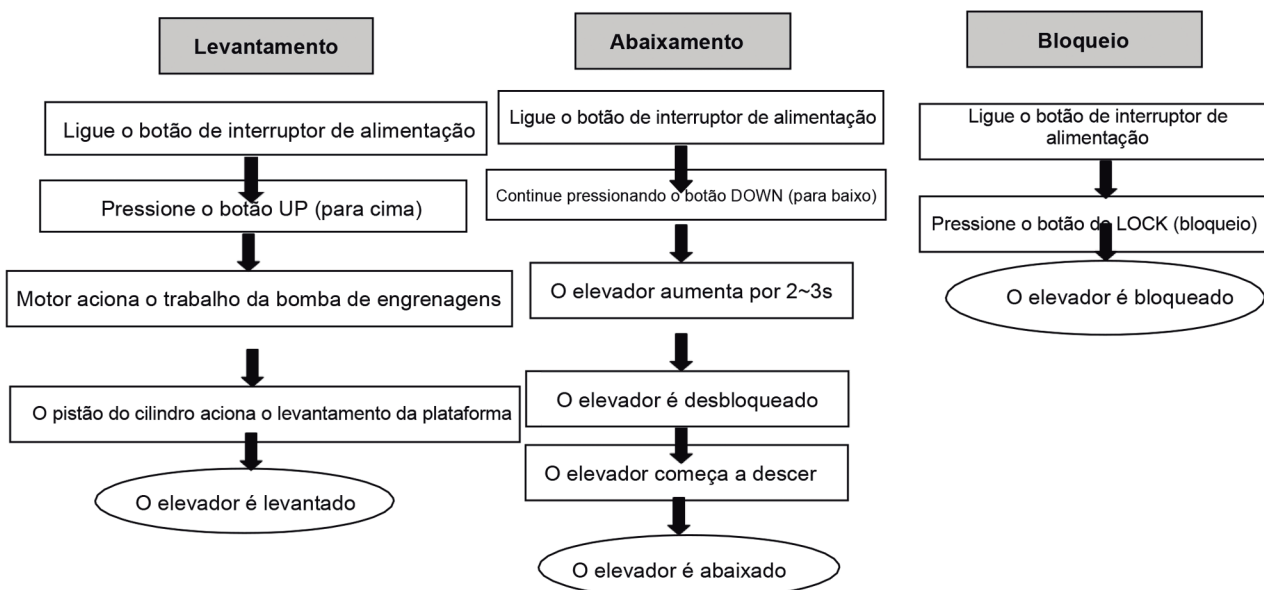 Levantamento
Ligue o botão de interruptor de alimentação
Pressione o botão UP (para cima)
Motor aciona o trabalho da bomba de engrenagens
O pistão do cilindro aciona o levantamento da plataforma
O elevador é levantado
Abaixamento
Ligue o botão de interruptor de alimentação
Continue pressionando o botão DOWN (para baixo)
O elevador aumenta por 2~3s
O elevador é desbloqueado
O elevador começa a descer
O elevador é abaixado
Bloqueio
Ligue o botão de interruptor de
alimentação
Pressione o botão de LOCK (bloqueio)
O elevador é bloqueado